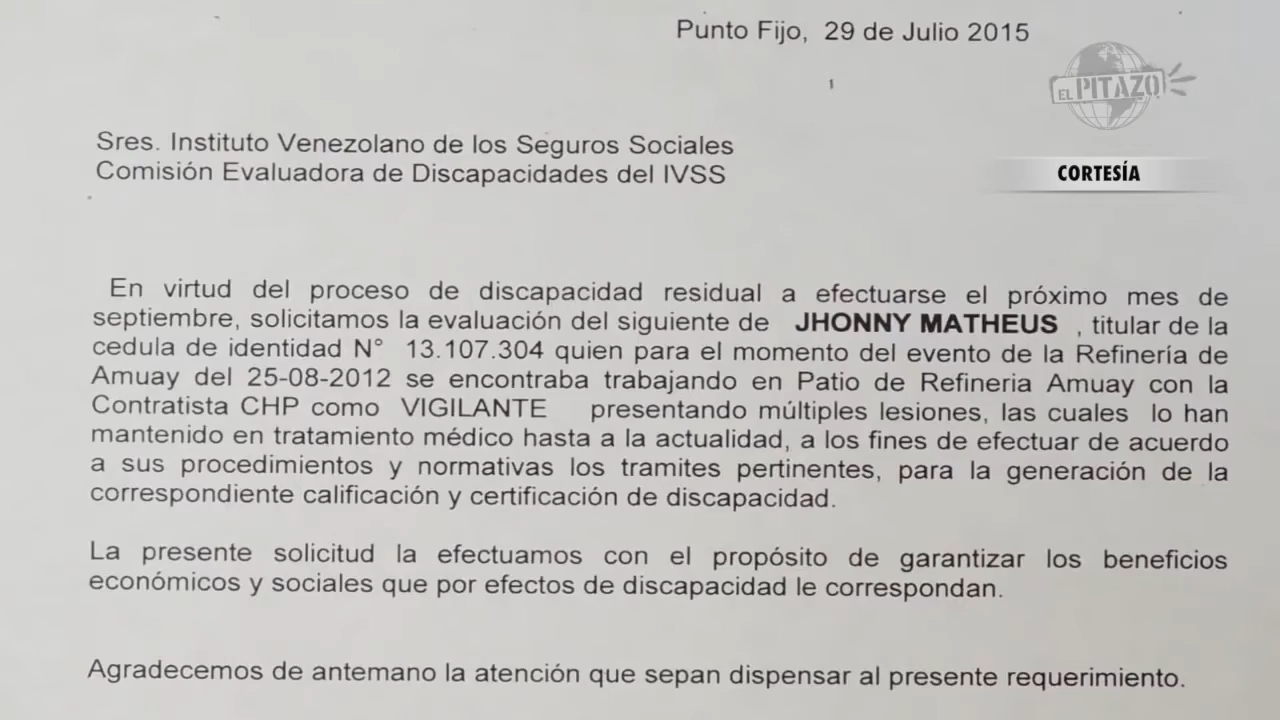 Punto Fijo, 29 de Julio 2015
EL PITAZO
CORTESÍA
Sres. Instituto Venezolano de los Seguros Sociales
Comisión Evaluadora de Discapacidades del IVSS
En virtud del proceso de discapacidad residual a efectuarse el próximo mes de
septiembre, solicitamos la evaluación del siguiente de JHONNY MATHEUS , titular de la
cedula de identidad N° 13.107.304 quien para el momento del evento de la Refinería de
Amuay del 25-08-2012 se encontraba trabajando en Patio de Refineria Amuay con la
Contratista CHP como VIGILANTE presentando múltiples lesiones, las cuales lo han
mantenido en tratamiento médico hasta a la actualidad, a los fines de efectuar de acuerdo
a sus procedimientos y normativas los tramites pertinentes, para la generación de la
correspondiente calificación y certificación de discapacidad.
La presente solicitud la efectuamos con el propósito de garantizar los beneficios
económicos y sociales que por efectos de discapacidad le correspondan.
Agradecemos de antemano la atención que sepan dispensar al presente requerimiento.